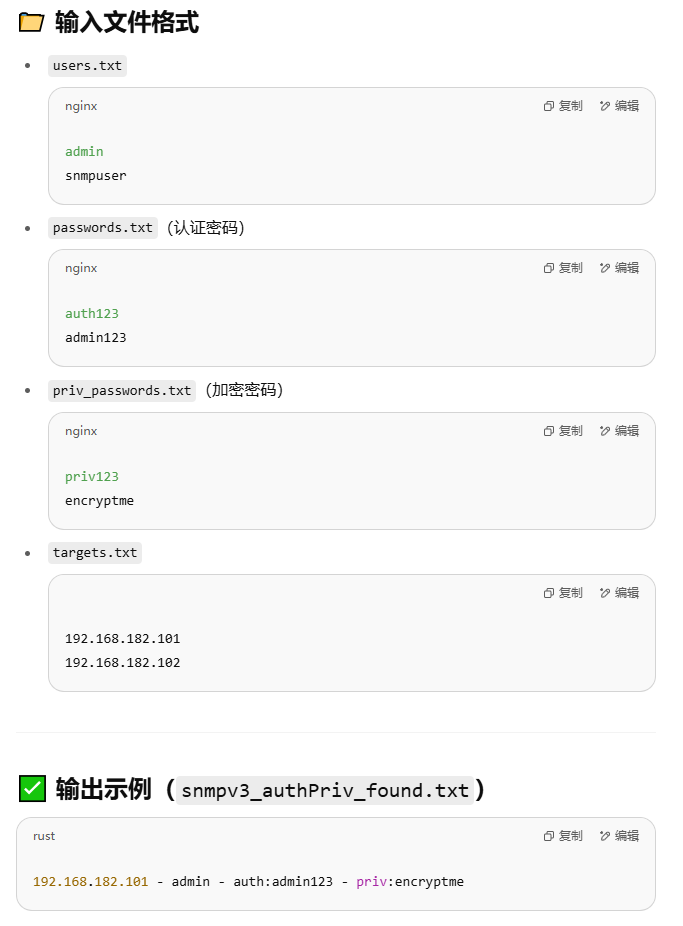 📁 输入文件格式
• users.txt
nginx 复制 编辑
admin
snmpuser
• passwords.txt（认证密码）
nginx 复制 编辑
auth123
admin123
• priv_passwords.txt（加密密码）
nginx 复制 编辑
priv123
encryptme
• targets.txt
复制 编辑
192.168.182.101
192.168.182.102
✅ 输出示例（snmpv3_authPriv_found.txt）
rust 复制 编辑
192.168.182.101 - admin - auth:admin123 - priv:encryptme